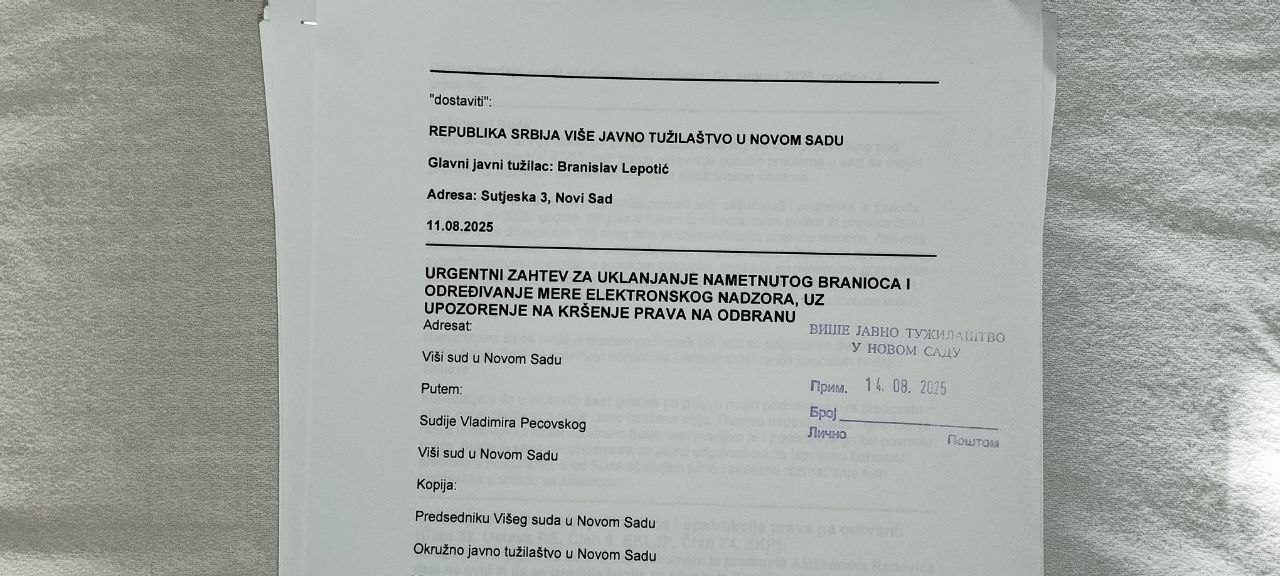 "dostaviti":
REPUBLIKA SRBIJA VIŠE JAVNO TUŽILAŠTVO U NOVOM SADU
Glavni javni tužilac: Branislav Lepotić
Adresa: Sutjeska 3, Novi Sad
11.08.2025
URGENTNI ZAHTEV ZA UKLANJANJE NAMETNUTOG BRANIOCA I
ODREĐIVANJE MERE ELEKTRONSKOG NADZORA, UZ
UPOZORENJE NA KRŠENJE PRAVA NA ODBRANU
Adresat:
Viši sud u Novom Sadu
Putem:
Sudije Vladimira Pecovskog
Viši sud u Novom Sadu
Kopija:
Predsedniku Višeg suda u Novom Sadu
Okružno javno tužilaštvo u Novom Sadu
ВИШЕ ЈАВНО ТУЖИЛАШТВО
У НОВОМ САДУ
Прим. 14. 08. 2025
Број
Лично Поштом